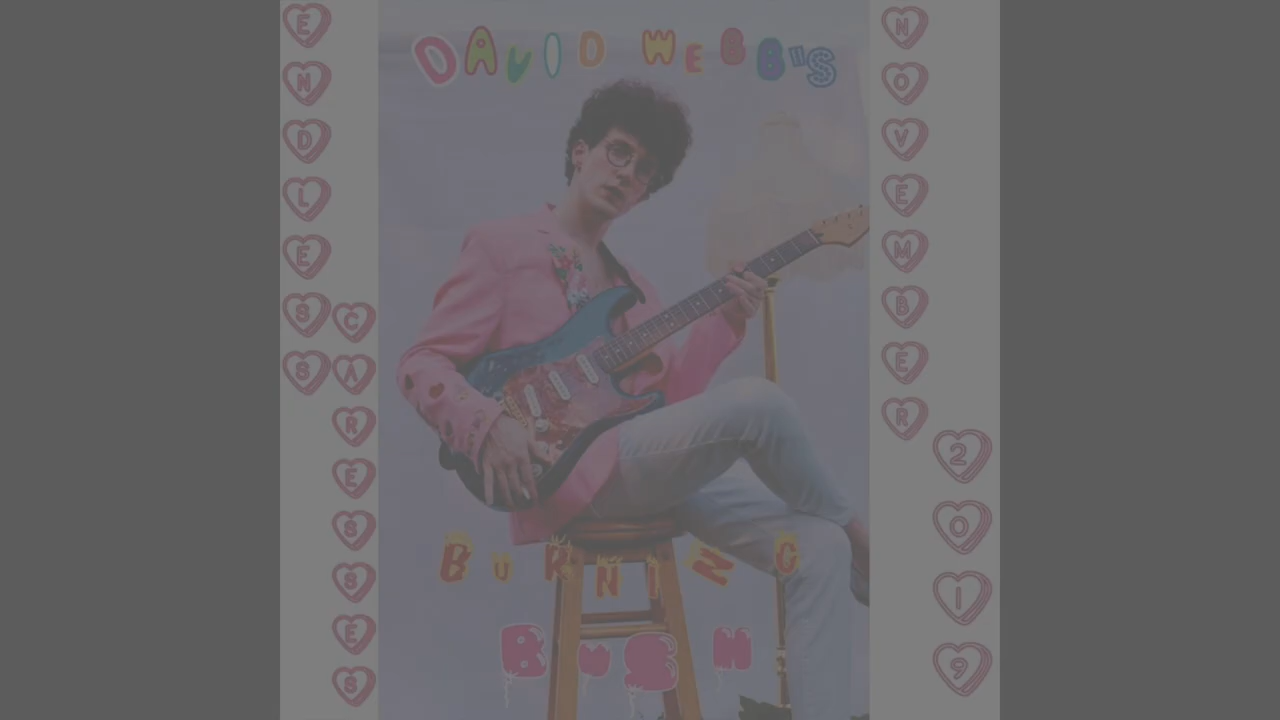 ENDLESS
CARESSES
DAVID WEBB"S
BURNING
BUSH
NOVEMBER
2019